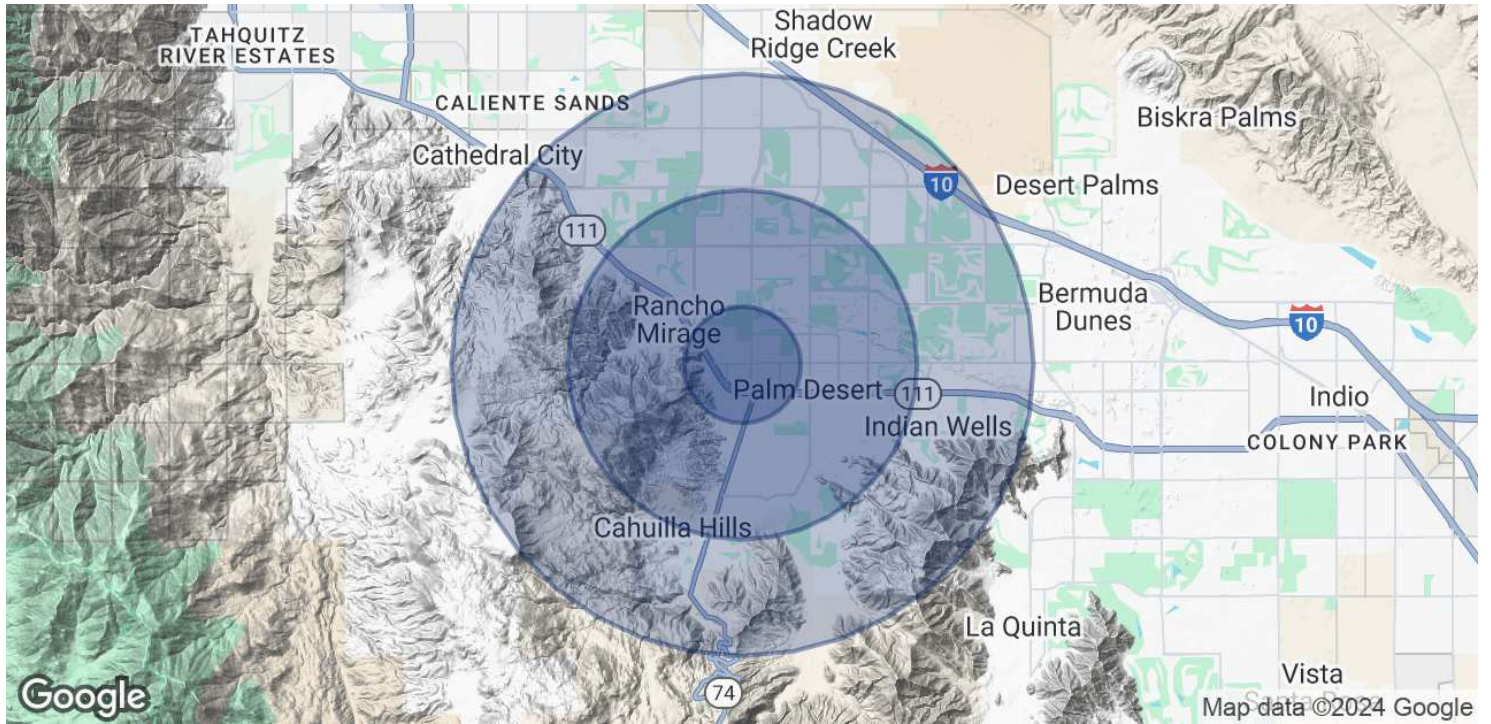 TAHQUITZ
RIVER ESTATES
Shadow
Ridge Creek
CALIENTE SANDS
Biskra Palms
Cathedral City
10
Desert Palms
111
Rancho
Mirage
Bermuda
Dunes
10
Palm Desert
111
Indio
Indian Wells
COLONY PARK
Cahuilla Hills
La Quinta
Vista
74
Google
Map data ©2024 Google